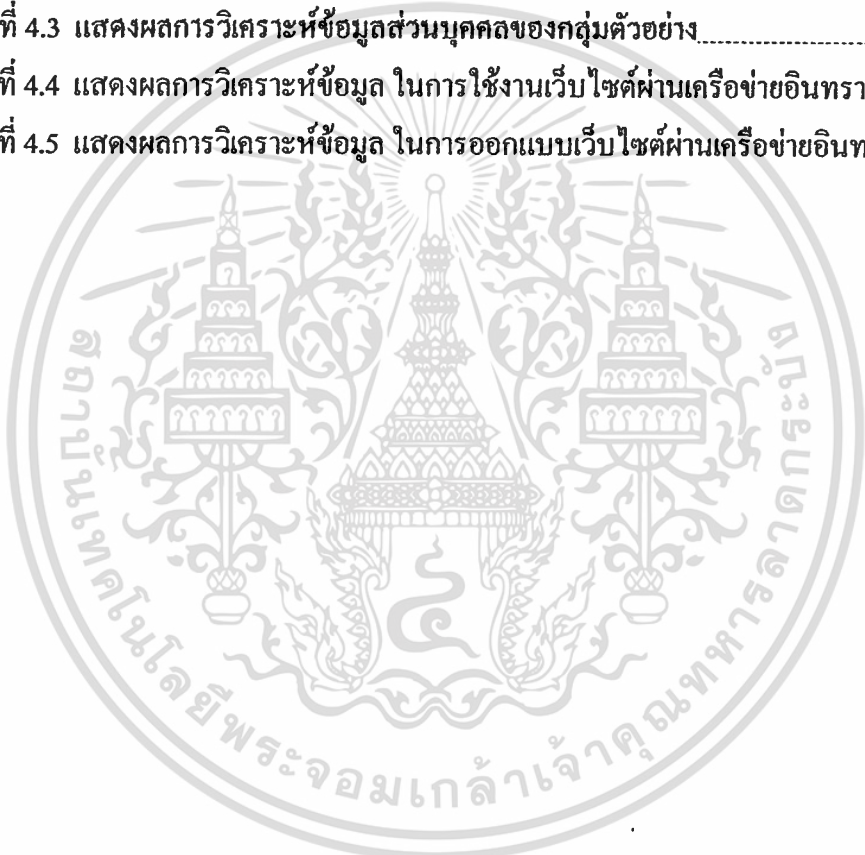 ที่ 4.3 แสดงผลการวิเคราะห์ข้อมูลส่วนบุคคลของกลุ่มตัวอย่าง
ที่ 4.4 แสดงผลการวิเคราะห์ข้อมูล ในการใช้งานเว็บไซต์ผ่านเครือข่ายอินทรา
ที่ 4.5 แสดงผลการวิเคราะห์ข้อมูล ในการออกแบบเว็บไซต์ผ่านเครือข่ายอินท
สถาบันเทคโนโลยีพระจอมเกล้าเจ้าคุณทหารลาดกระบัง
๔